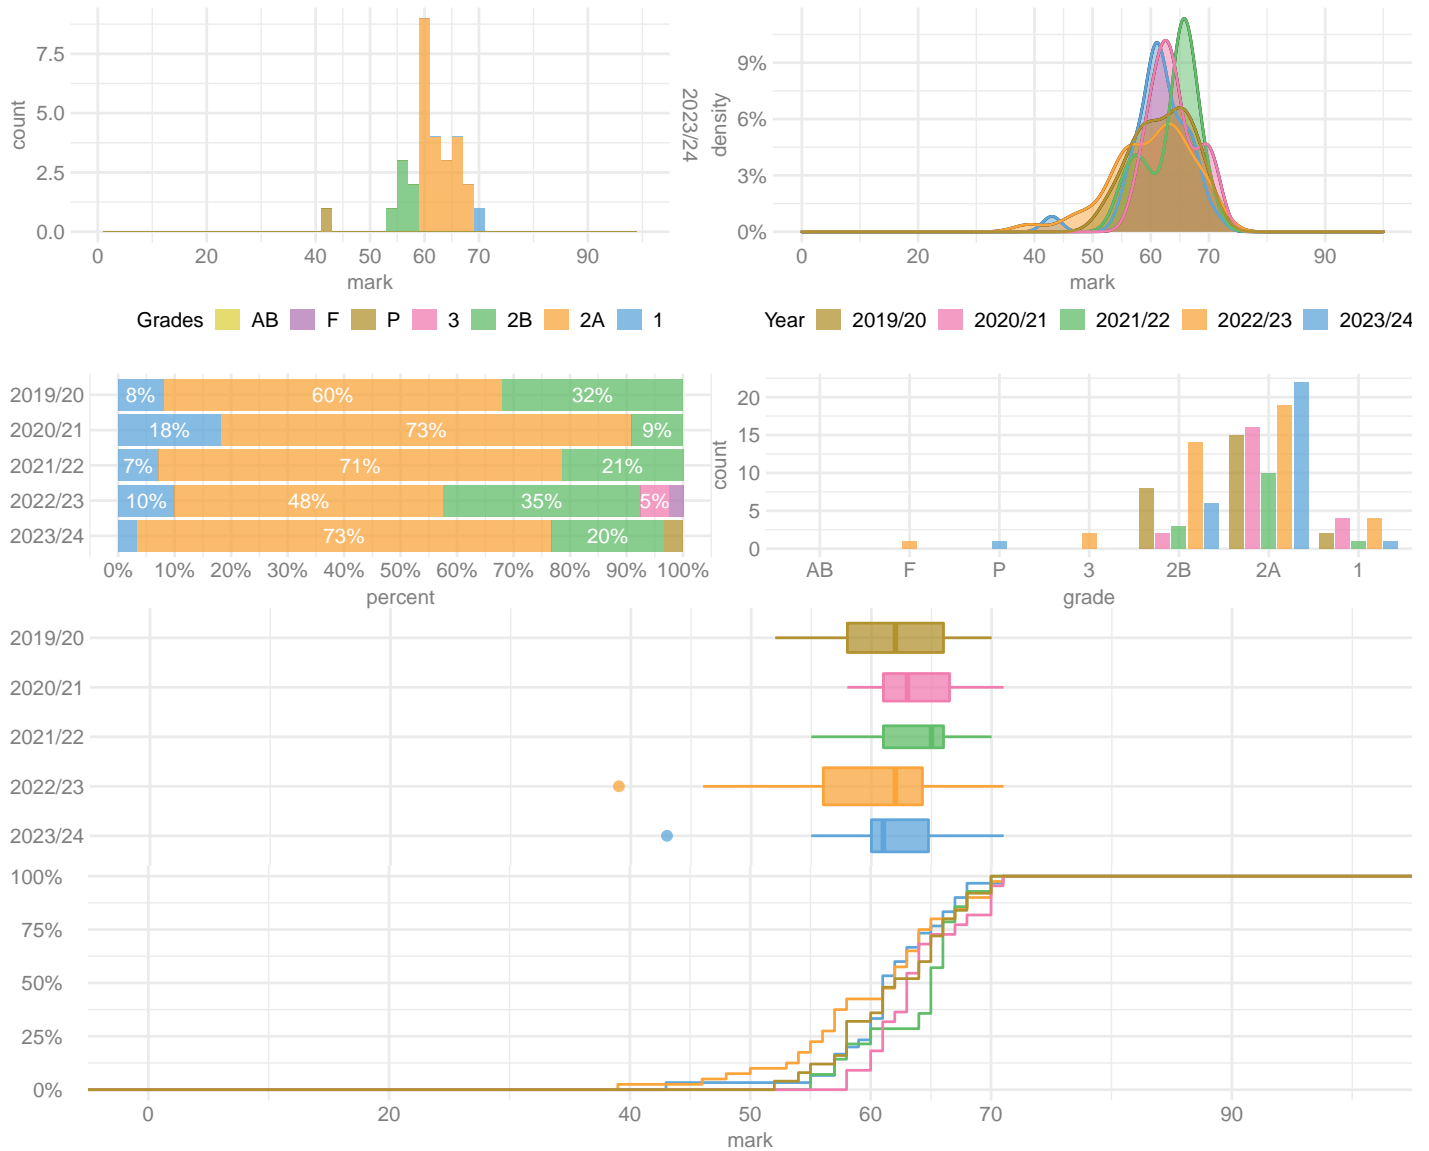 7.5
5.0
2.5
0.0
count
0 20 40 50 60 70 90
mark
2023/24
9%
6%
3%
0%
density
0 20 40 50 60 70 90
mark
Grades AB F P 3 2B 2A 1
Year 2019/20 2020/21 2021/22 2022/23 2023/24
2019/20 8% 60% 32%
2020/21 18% 73% 9%
2021/22 7% 71% 21%
2022/23 10% 48% 35% 5%
2023/24 73% 20%
0% 10% 20% 30% 40% 50% 60% 70% 80% 90% 100%
percent
20
15
10
5
0
count
AB F P 3 2B 2A 1
grade
2019/20
2020/21
2021/22
2022/23
2023/24
100%
75%
50%
25%
0%
0 20 40 50 60 70 90
mark